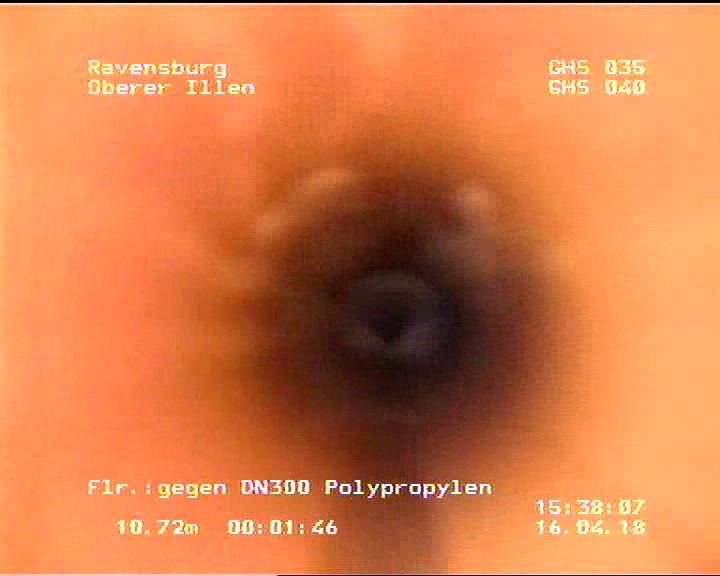 Ravensburg GHS 035
Oberer Illen GHS 040
Flr.:gegen DN300 Polypropylen
15:38:07
10.72m 00:01:46 16.04.18